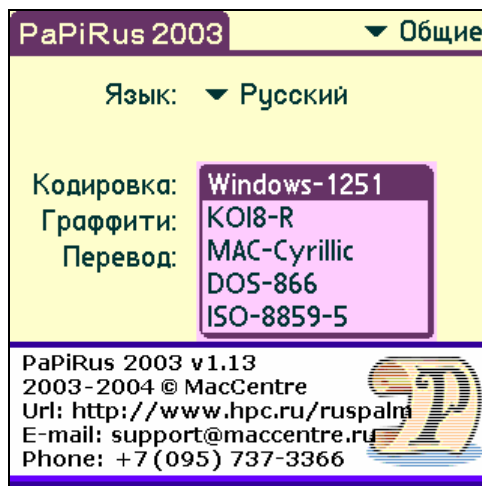 PaPiRus 2003 Общие
Язык: Русский
Кодировка: Windows-1251
Граффити: KOI8-R
Перевод: MAC-Cyrillic
DOS-866
ISO-8859-5
PaPiRus 2003 v1.13
2003-2004 © MacCentre
Url: http://www.hpc.ru/ruspalm
E-mail: support@maccentre.ru
Phone: +7 (095) 737-3366